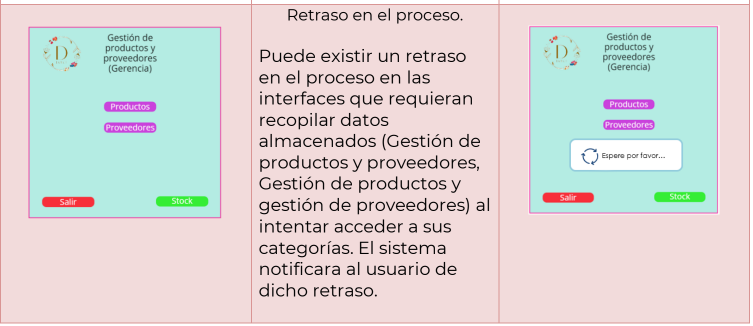 Gestión de
productos y
proveedores
(Gerencia)
D
Productos
Proveedores
Salir
Stock
Retraso en el proceso.
Puede existir un retraso
en el proceso en las
interfaces que requieran
recopilar datos
almacenados (Gestión de
productos y proveedores,
Gestión de productos y
gestión de proveedores) al
intentar acceder a sus
categorías. El sistema
notificara al usuario de
dicho retraso.
Gestión de
productos y
proveedores
(Gerencia)
D
Productos
Proveedores
Espere por favor...
Salir
Stock